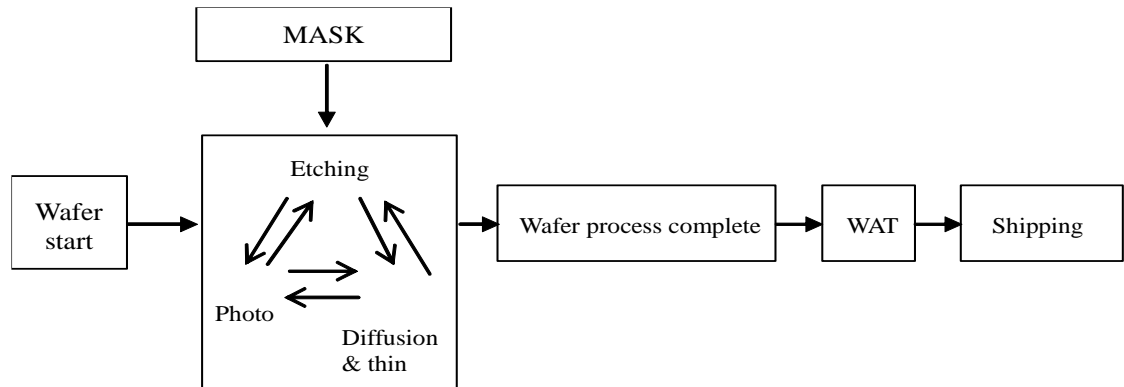 MASK
Wafer
start
Etching
Photo
Diffusion
& thin
Wafer process complete
WAT
Shipping